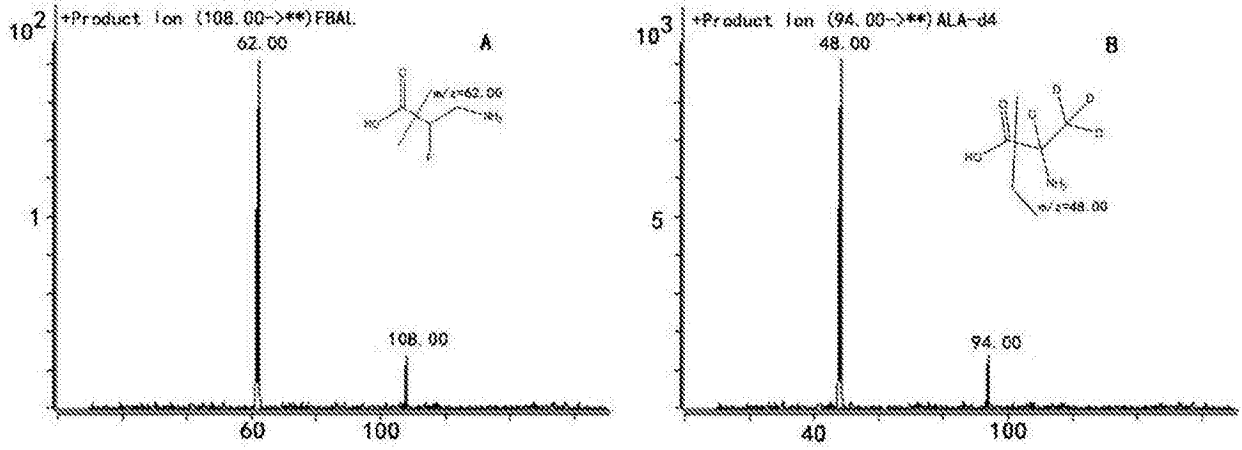 10²
+Product Ion (108.00->**)FBAL
62.00
A
O
m/z=62.00
HO
NH₂
F
1
108.00
60 100
10³
+Product Ion (94.00->**)ALA-d4
48.00
B
D
D
O
D
D
HO
NH₂
m/z=48.00
5
94.00
40 100